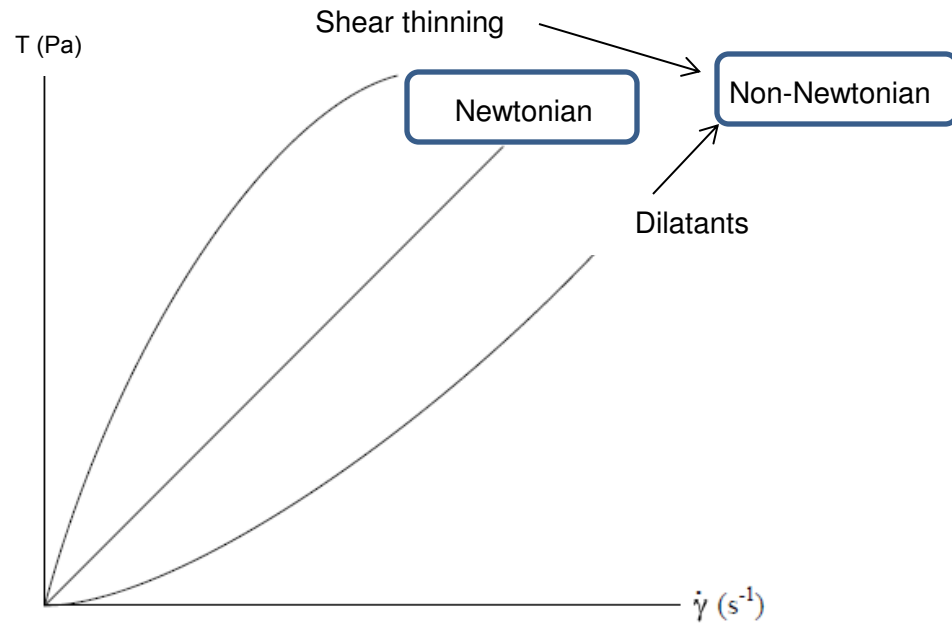 Shear thinning
T (Pa)
Newtonian
Non-Newtonian
Dilatants
γ̇ (s⁻¹)